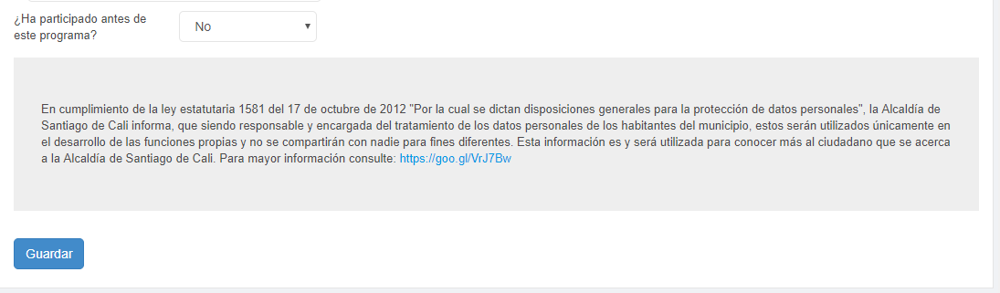 ¿Ha participado antes de
este programa?
No
En cumplimiento de la ley estatutaria 1581 del 17 de octubre de 2012 "Por la cual se dictan disposiciones generales para la protección de datos personales", la Alcaldía de
Santiago de Cali informa, que siendo responsable y encargada del tratamiento de los datos personales de los habitantes del municipio, estos serán utilizados únicamente en
el desarrollo de las funciones propias y no se compartirán con nadie para fines diferentes. Esta información es y será utilizada para conocer más al ciudadano que se acerca
a la Alcaldía de Santiago de Cali. Para mayor información consulte: https://goo.gl/VrJ7Bw
Guardar